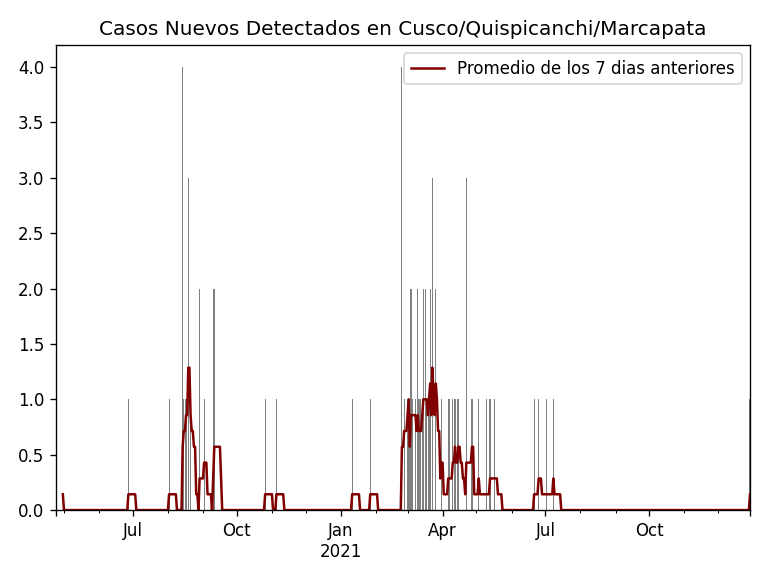 Casos Nuevos Detectados en Cusco/Quispicanchi/Marcapata
Promedio de los 7 dias anteriores
4.0
3.5
3.0
2.5
2.0
1.5
1.0
0.5
0.0
Jul
Oct
Jan
2021
Apr
Jul
Oct